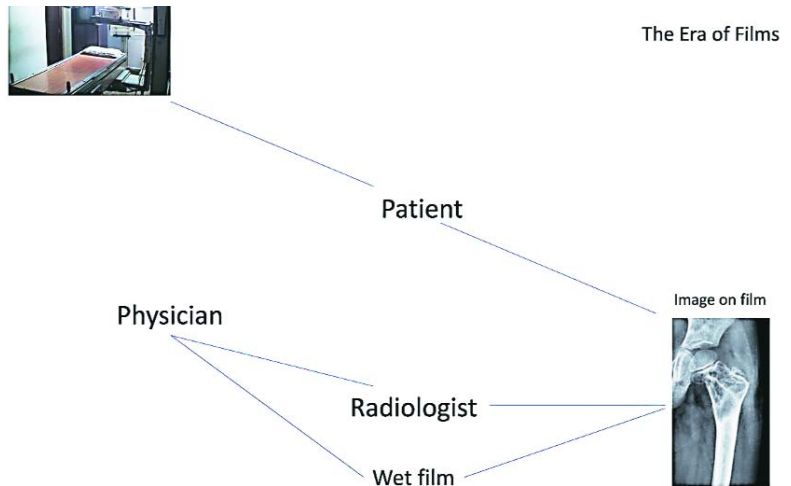 The Era of Films
Patient
Image on film
Physician
Radiologist
Wet film